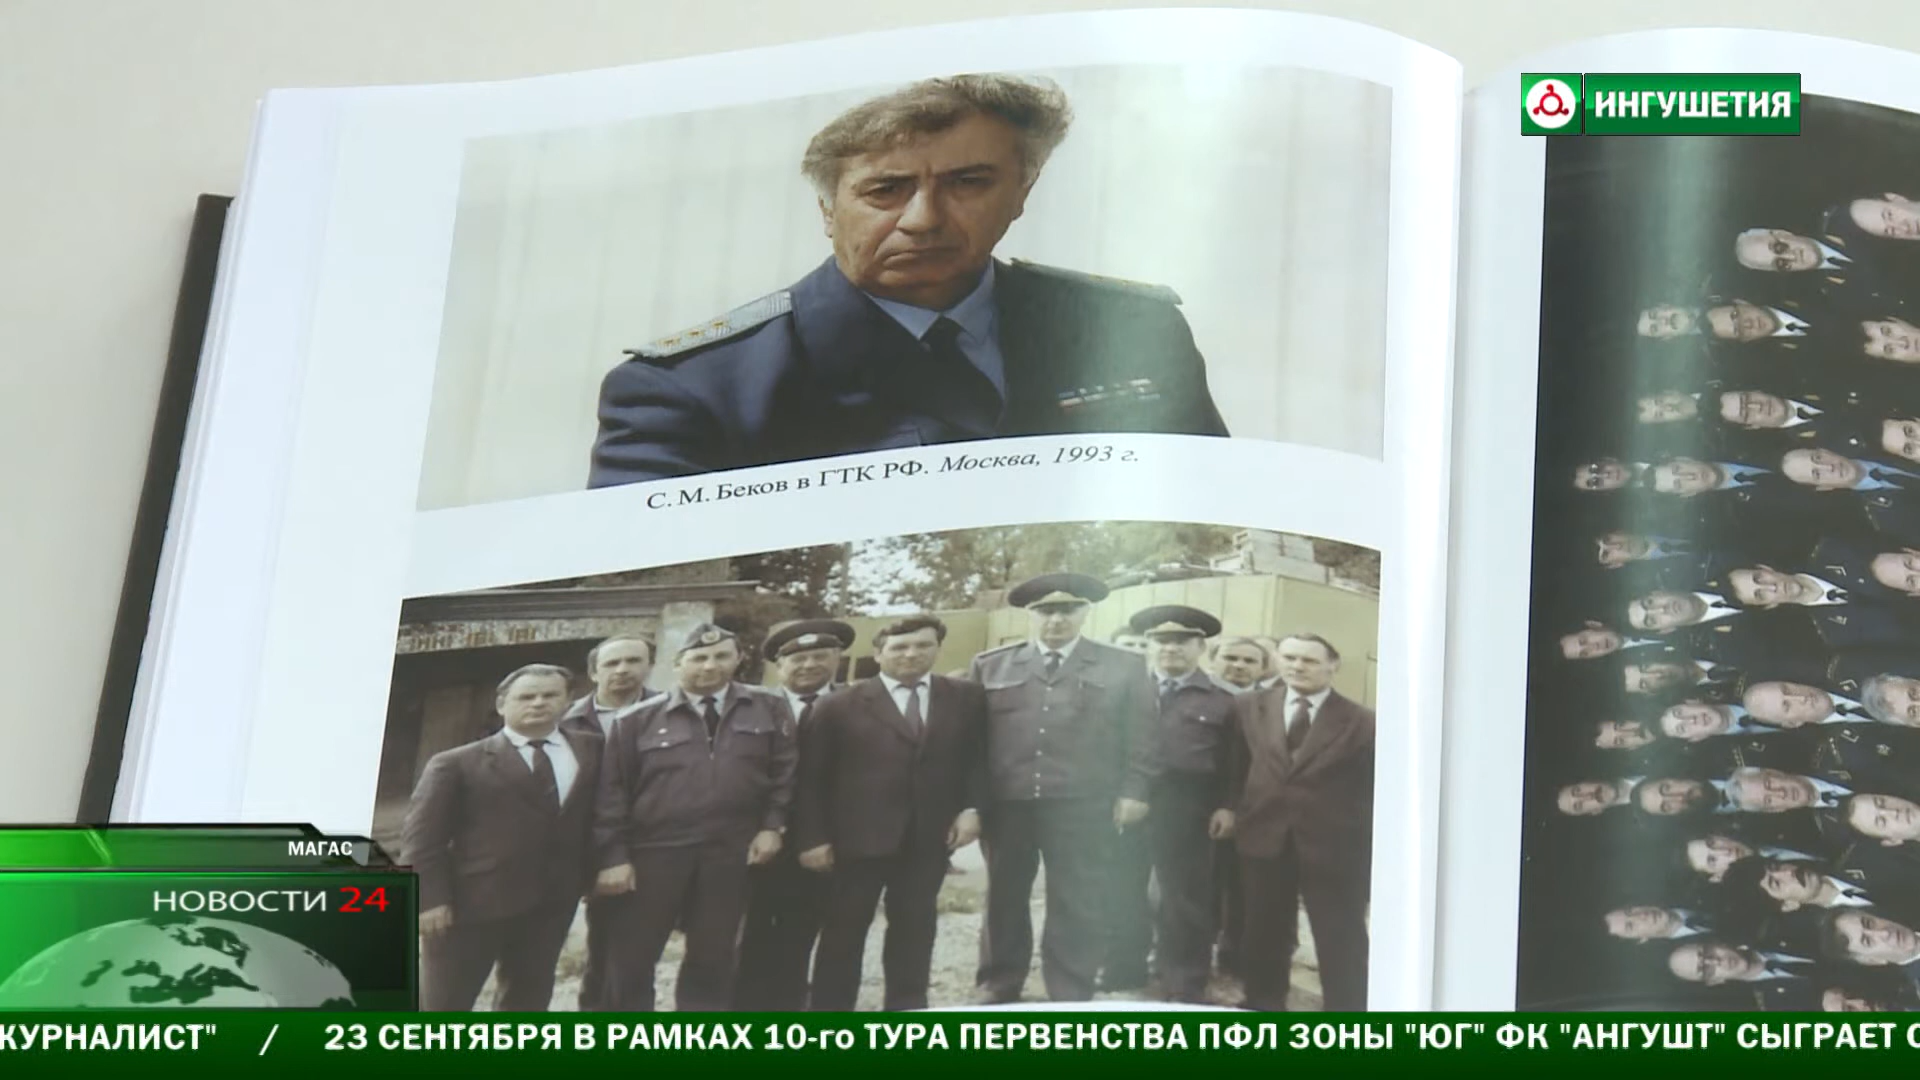 ИНГУШЕТИЯ
С. М. Беков в ГТК РФ. Москва, 1993 г.
МАГАС
НОВОСТИ 24
ЖУРНАЛИСТ" / 23 СЕНТЯБРЯ В РАМКАХ 10-го ТУРА ПЕРВЕНСТВА ПФЛ ЗОНЫ "ЮГ" ФК "АНГУШТ" СЫГРАЕТ С